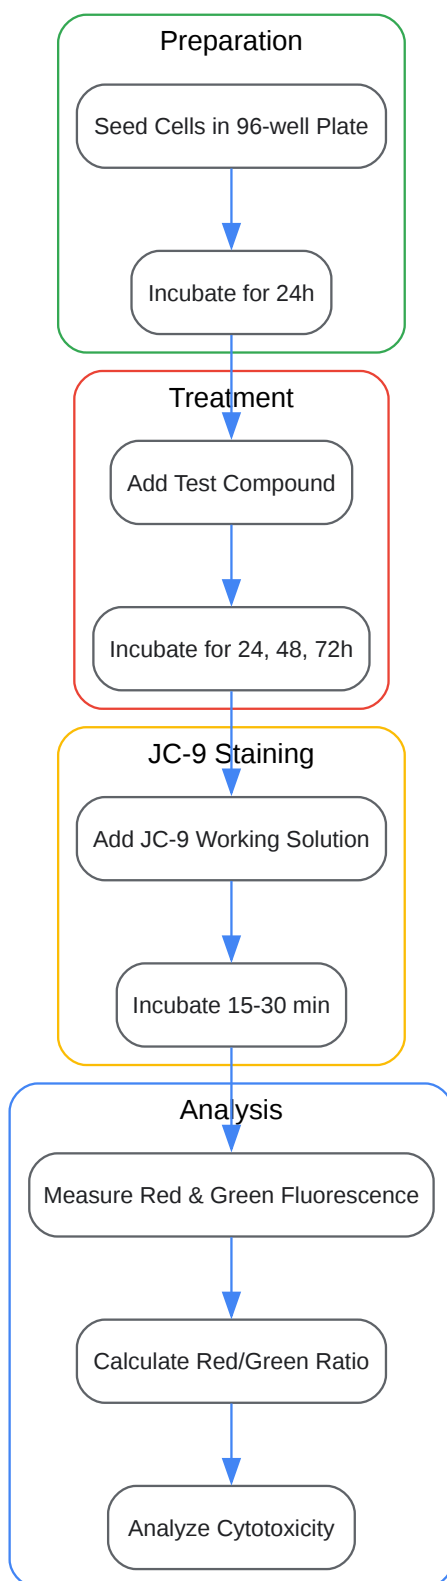 Preparation
Seed Cells in 96-well Plate
Incubate for 24h
Treatment
Add Test Compound
Incubate for 24, 48, 72h
JC-9 Staining
Add JC-9 Working Solution
Incubate 15-30 min
Analysis
Measure Red & Green Fluorescence
Calculate Red/Green Ratio
Analyze Cytotoxicity